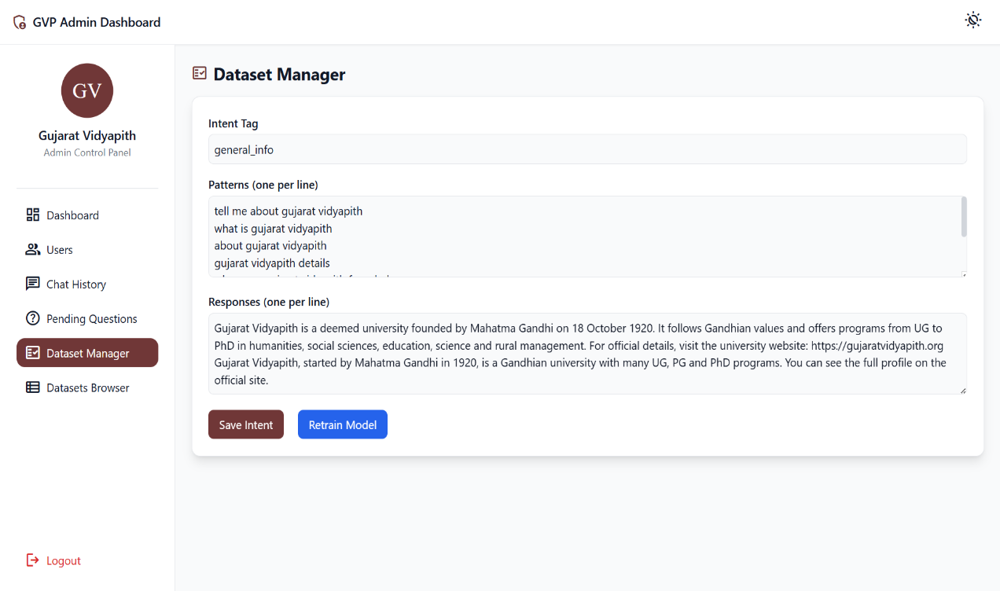 GVP Admin Dashboard
GV
Gujarat Vidyapith
Admin Control Panel
Dashboard
Users
Chat History
Pending Questions
Dataset Manager
Datasets Browser
Logout
Dataset Manager
Intent Tag
general_info
Patterns (one per line)
tell me about gujarat vidyapith
what is gujarat vidyapith
about gujarat vidyapith
gujarat vidyapith details
Responses (one per line)
Gujarat Vidyapith is a deemed university founded by Mahatma Gandhi on 18 October 1920. It follows Gandhian values and offers programs from UG to
PhD in humanities, social sciences, education, science and rural management. For official details, visit the university website: https://gujaratvidyapith.org
Gujarat Vidyapith, started by Mahatma Gandhi in 1920, is a Gandhian university with many UG, PG and PhD programs. You can see the full profile on the
official site.
Save Intent
Retrain Model